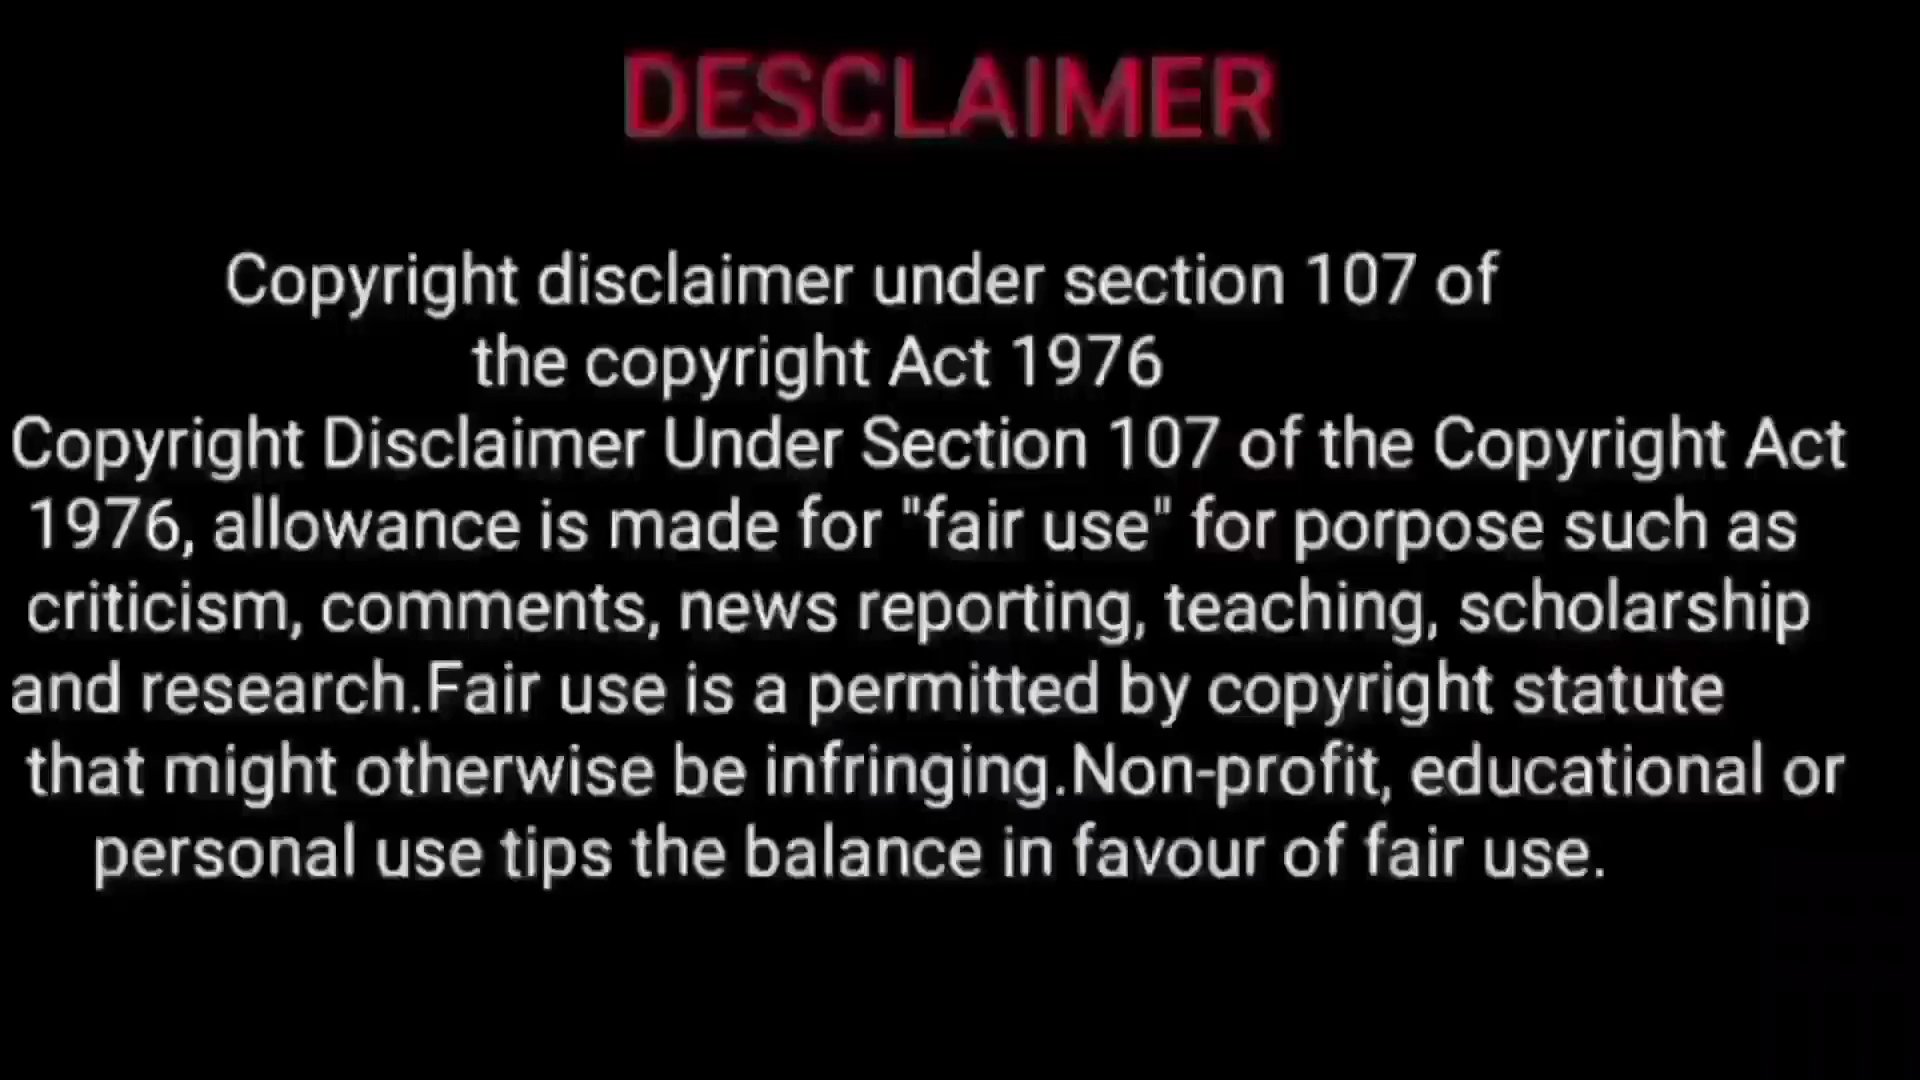 DESCLAIMER
Copyright disclaimer under section 107 of
the copyright Act 1976
Copyright Disclaimer Under Section 107 of the Copyright Act
1976, allowance is made for "fair use" for porpose such as
criticism, comments, news reporting, teaching, scholarship
and research.Fair use is a permitted by copyright statute
that might otherwise be infringing.Non-profit, educational or
personal use tips the balance in favour of fair use.